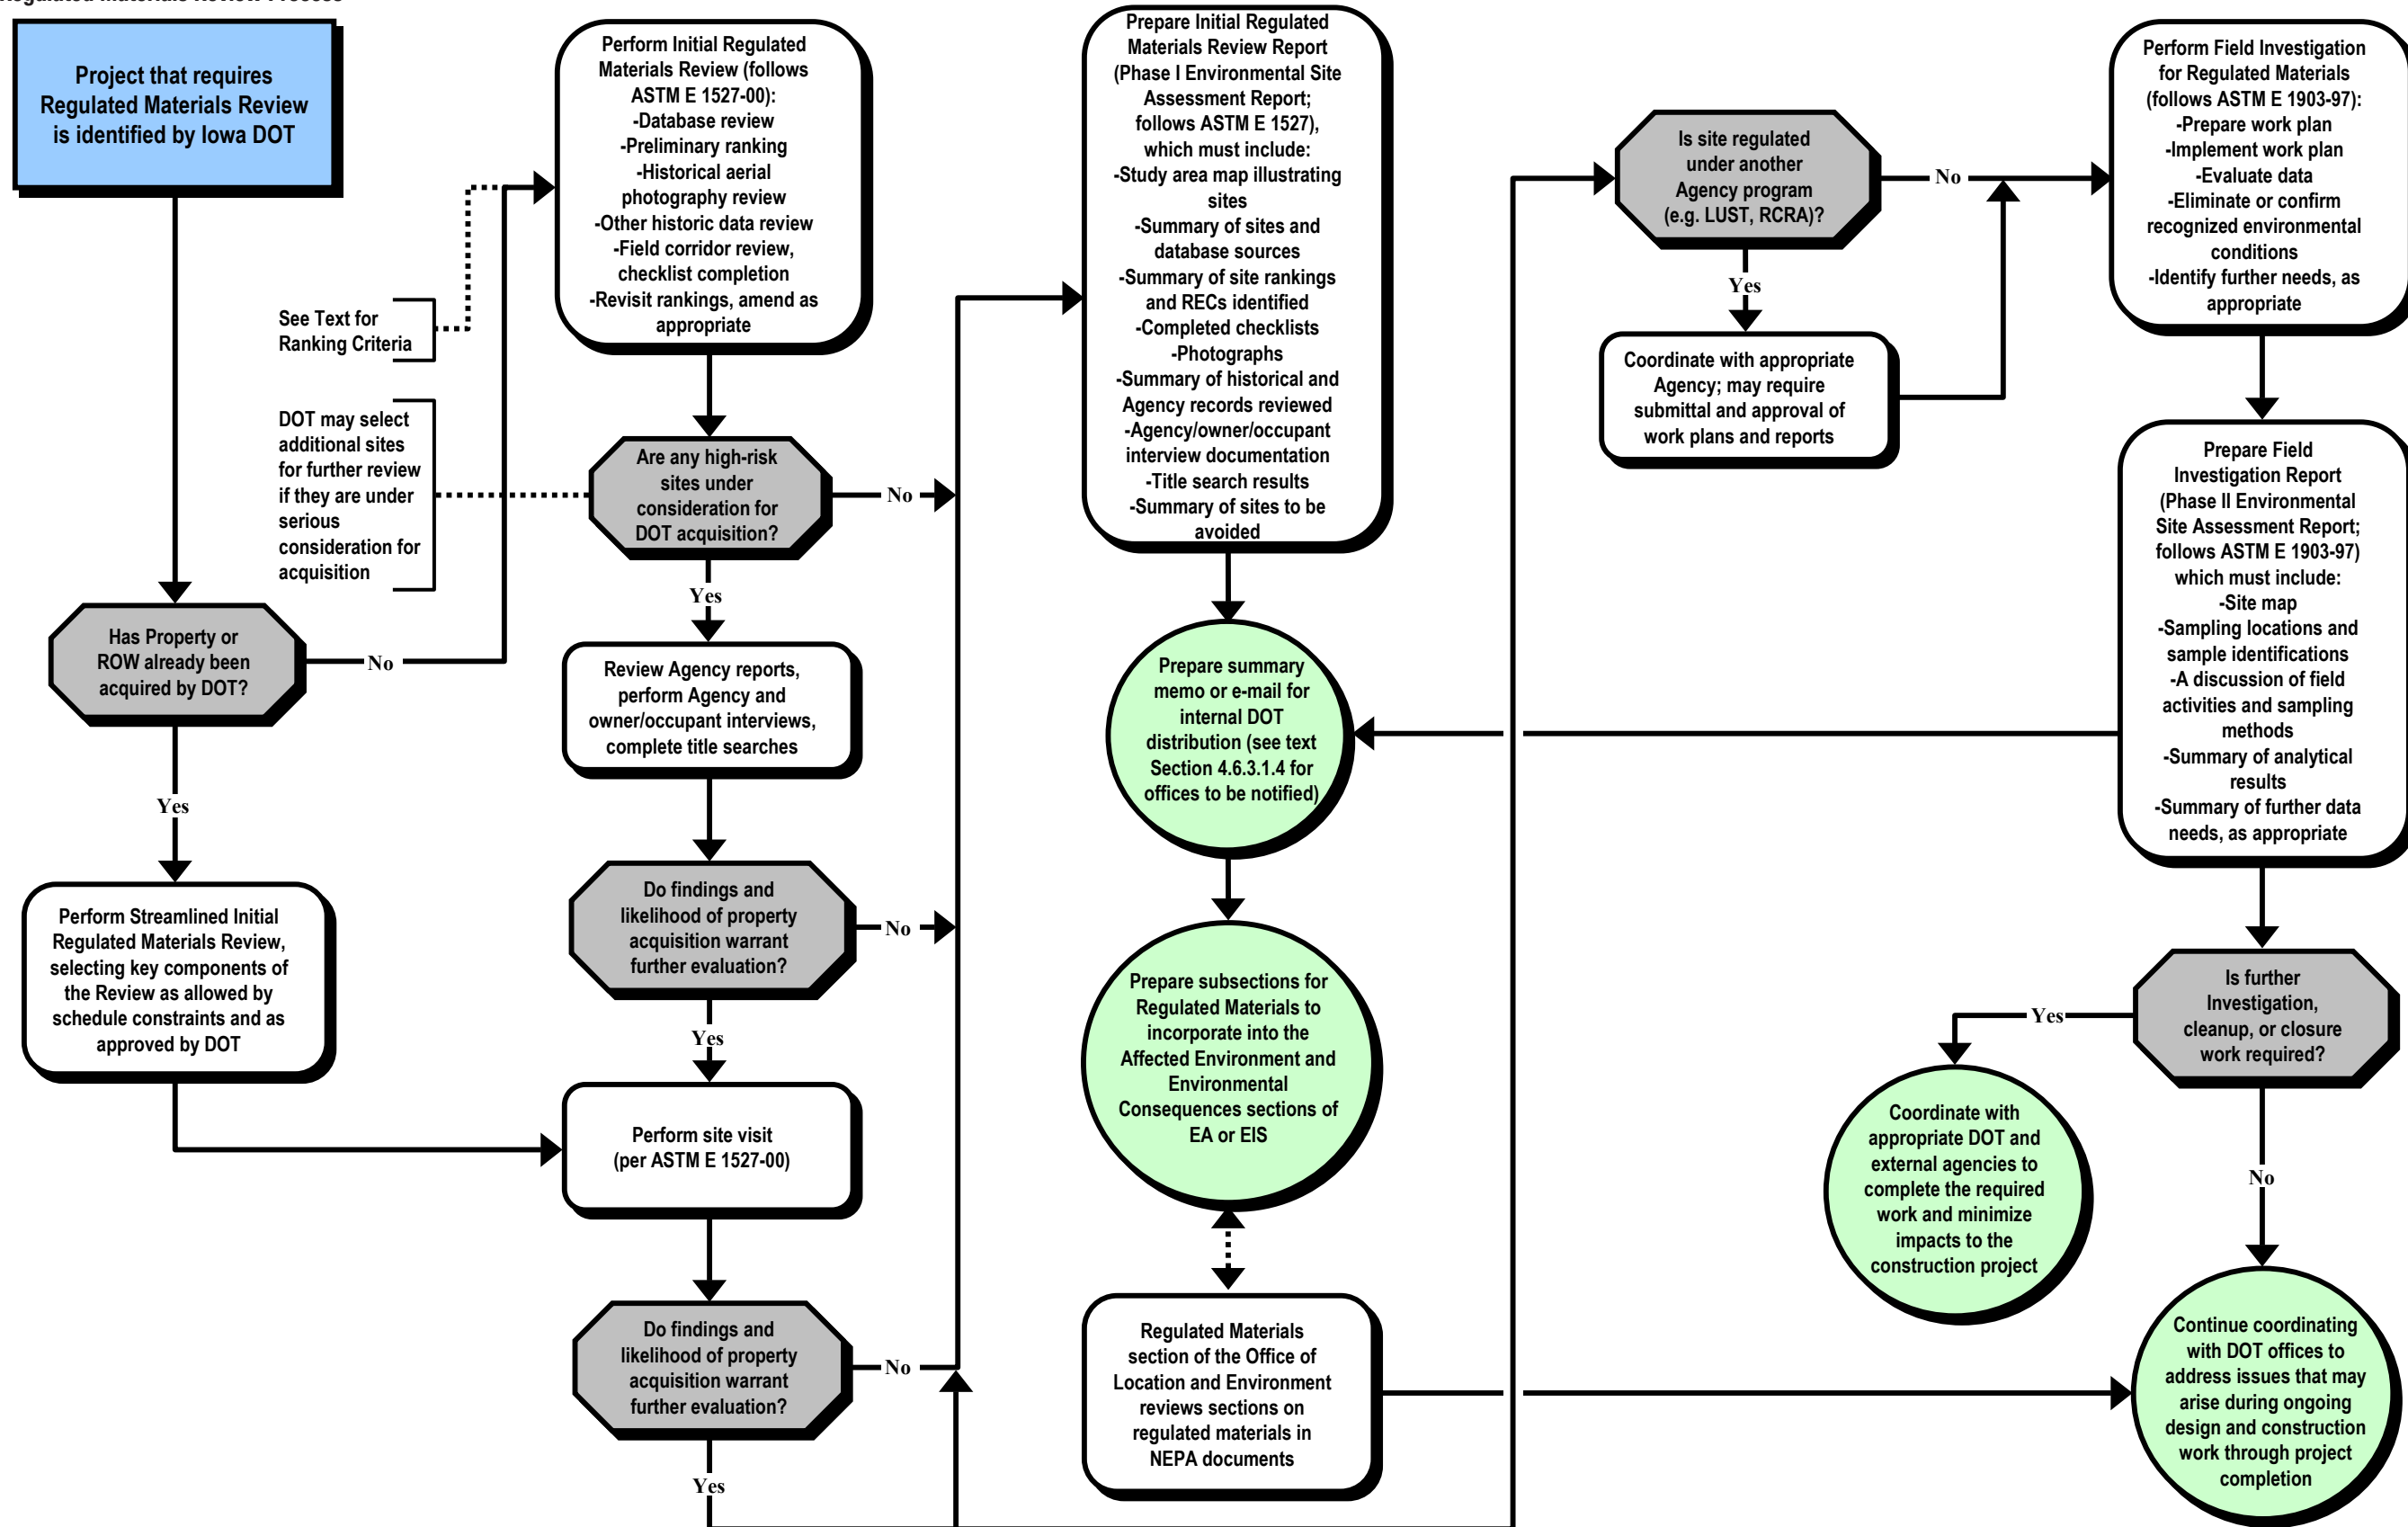 Regulated Materials Review Process
Project that requires
Regulated Materials Review
is identified by Iowa DOT
Has Property or
ROW already been
acquired by DOT?
No
Yes
Perform Streamlined Initial
Regulated Materials Review,
selecting key components of
the Review as allowed by
schedule constraints and as
approved by DOT
See Text for
Ranking Criteria
DOT may select
additional sites
for further review
if they are under
serious
consideration for
acquisition
Perform Initial Regulated
Materials Review (follows
ASTM E 1527-00):
-Database review
-Preliminary ranking
-Historical aerial
photography review
-Other historic data review
-Field corridor review,
checklist completion
-Revisit rankings, amend as
appropriate
Are any high-risk
sites under
consideration for
DOT acquisition?
No
Yes
Review Agency reports,
perform Agency and
owner/occupant interviews,
complete title searches
Do findings and
likelihood of property
acquisition warrant
further evaluation?
No
Yes
Perform site visit
(per ASTM E 1527-00)
Do findings and
likelihood of property
acquisition warrant
further evaluation?
No
Yes
Prepare Initial Regulated
Materials Review Report
(Phase I Environmental Site
Assessment Report;
follows ASTM E 1527),
which must include:
-Study area map illustrating
sites
-Summary of sites and
database sources
-Summary of site rankings
and RECs identified
-Completed checklists
-Photographs
-Summary of historical and
Agency records reviewed
-Agency/owner/occupant
interview documentation
-Title search results
-Summary of sites to be
avoided
Prepare summary
memo or e-mail for
internal DOT
distribution (see text
Section 4.6.3.1.4 for
offices to be notified)
Prepare subsections for
Regulated Materials to
incorporate into the
Affected Environment and
Environmental
Consequences sections of
EA or EIS
Regulated Materials
section of the Office of
Location and Environment
reviews sections on
regulated materials in
NEPA documents
Is site regulated
under another
Agency program
(e.g. LUST, RCRA)?
No
Yes
Coordinate with appropriate
Agency; may require
submittal and approval of
work plans and reports
Perform Field Investigation
for Regulated Materials
(follows ASTM E 1903-97):
-Prepare work plan
-Implement work plan
-Evaluate data
-Eliminate or confirm
recognized environmental
conditions
-Identify further needs, as
appropriate
Prepare Field
Investigation Report
(Phase II Environmental
Site Assessment Report;
follows ASTM E 1903-97)
which must include:
-Site map
-Sampling locations and
sample identifications
-A discussion of field
activities and sampling
methods
-Summary of analytical
results
-Summary of further data
needs, as appropriate
Is further
Investigation,
cleanup, or closure
work required?
Yes
No
Coordinate with
appropriate DOT and
external agencies to
complete the required
work and minimize
impacts to the
construction project
Continue coordinating
with DOT offices to
address issues that may
arise during ongoing
design and construction
work through project
completion